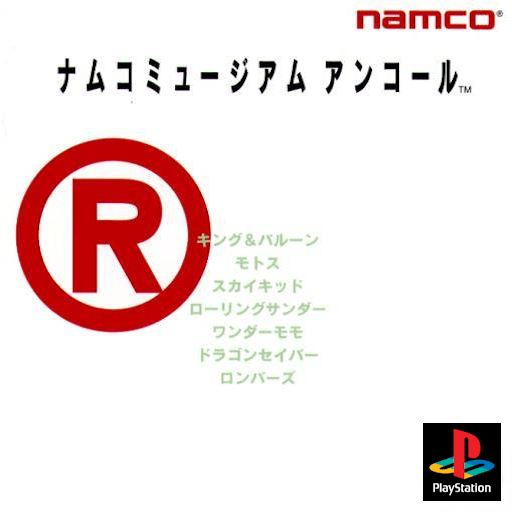 namco®
ナムコミュージアム アンコール™
R
キング&バルーン
モトス
スカイキッド
ローリングサンダー
ワンダーモモ
ドラゴンセイバー
ロンパーズ
PlayStation